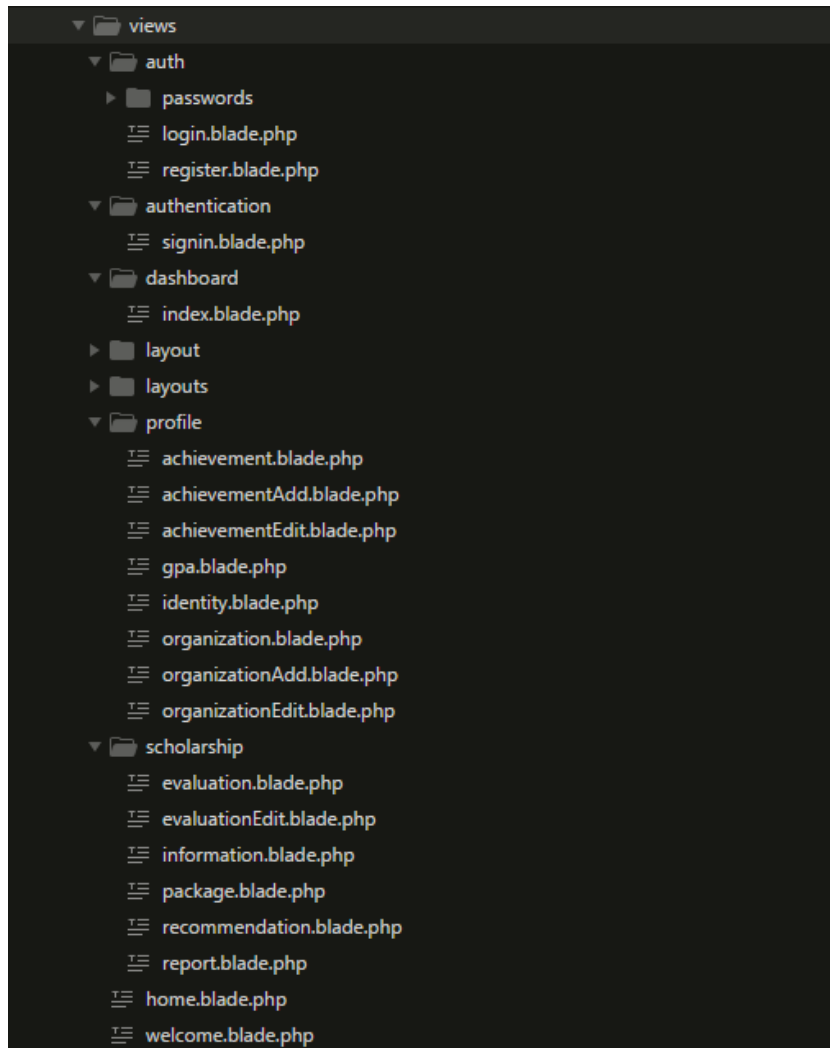 views
auth
passwords
login.blade.php
register.blade.php
authentication
signin.blade.php
dashboard
index.blade.php
layout
layouts
profile
achievement.blade.php
achievementAdd.blade.php
achievementEdit.blade.php
gpa.blade.php
identity.blade.php
organization.blade.php
organizationAdd.blade.php
organizationEdit.blade.php
scholarship
evaluation.blade.php
evaluationEdit.blade.php
information.blade.php
package.blade.php
recommendation.blade.php
report.blade.php
home.blade.php
welcome.blade.php